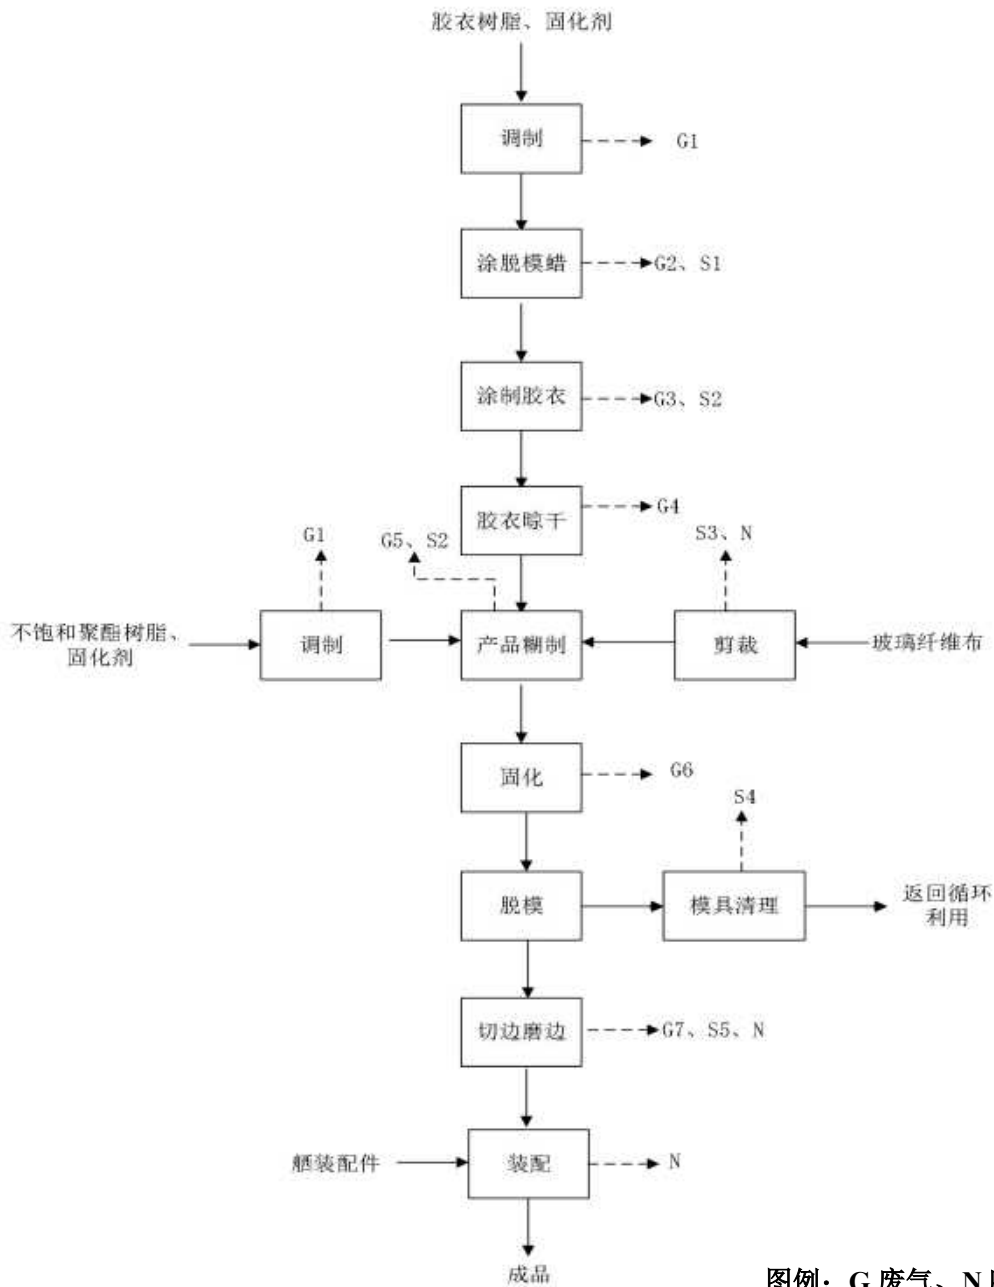 胶衣树脂、固化剂
调制
G1
涂脱模蜡
G2、S1
涂制胶衣
G3、S2
胶衣晾干
G4
G1
G5、S2
S3、N
不饱和聚酯树脂、
固化剂
调制
产品糊制
剪裁
玻璃纤维布
固化
G6
S4
脱模
模具清理
返回循环
利用
切边磨边
G7、S5、N
舾装配件
装配
N
成品
图例：G 废气、N